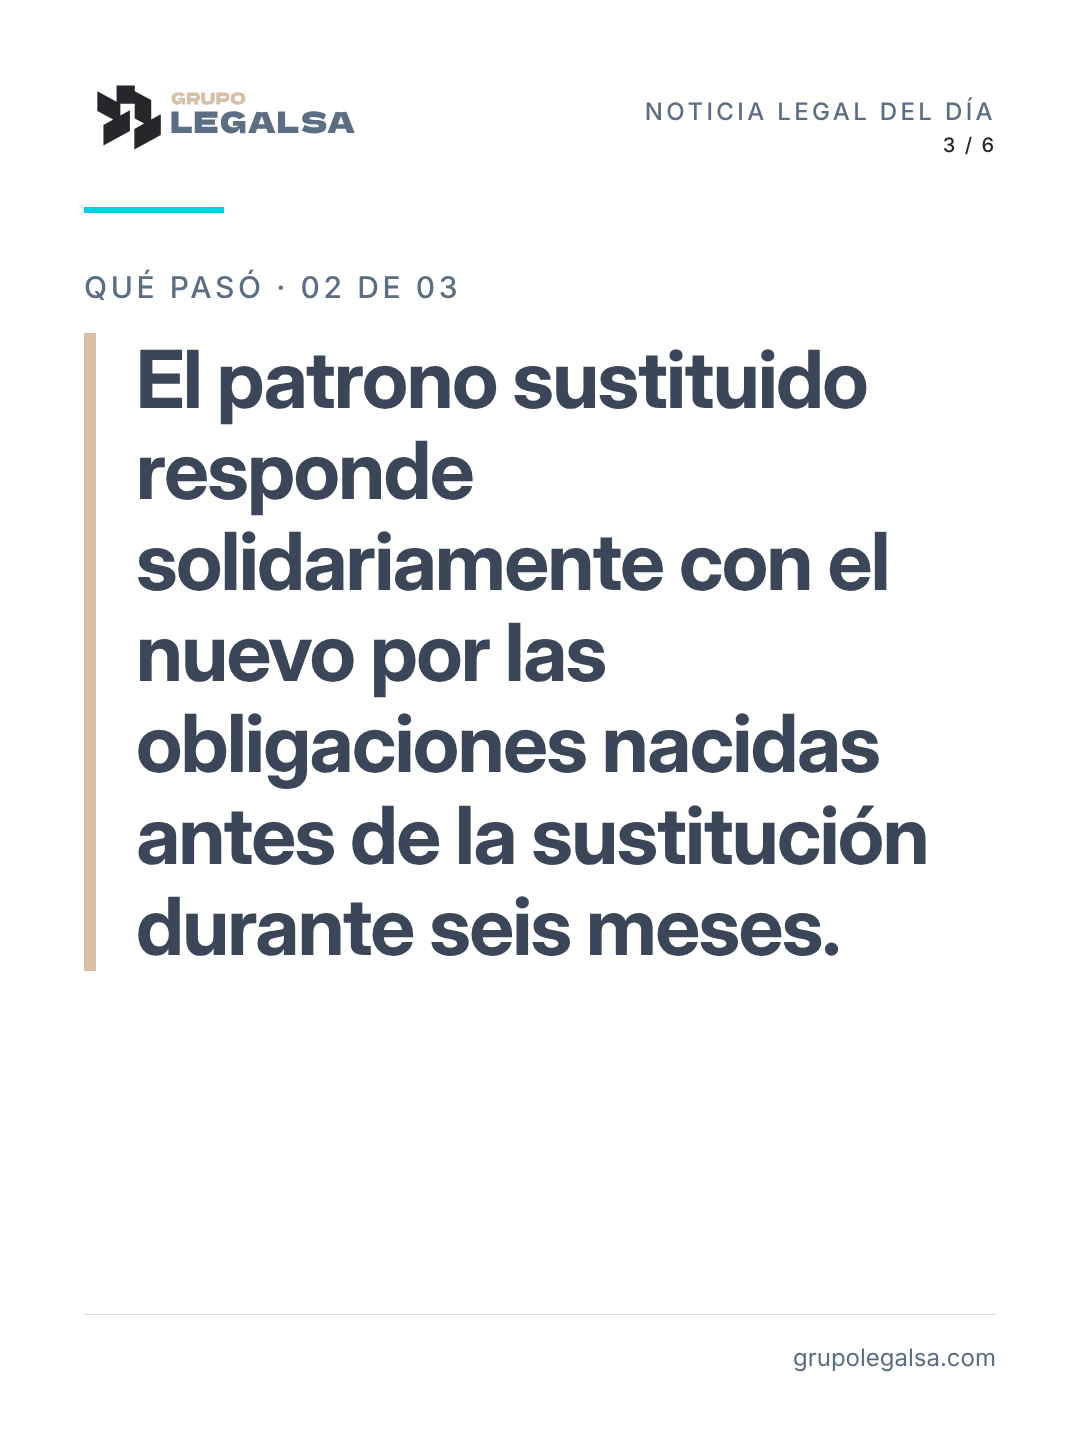 GRUPO
LEGALSA
NOTICIA LEGAL DEL DÍA
3 / 6
QUÉ PASÓ · 02 DE 03
El patrono sustituido
responde
solidariamente con el
nuevo por las
obligaciones nacidas
antes de la sustitución
durante seis meses.
grupolegalsa.com